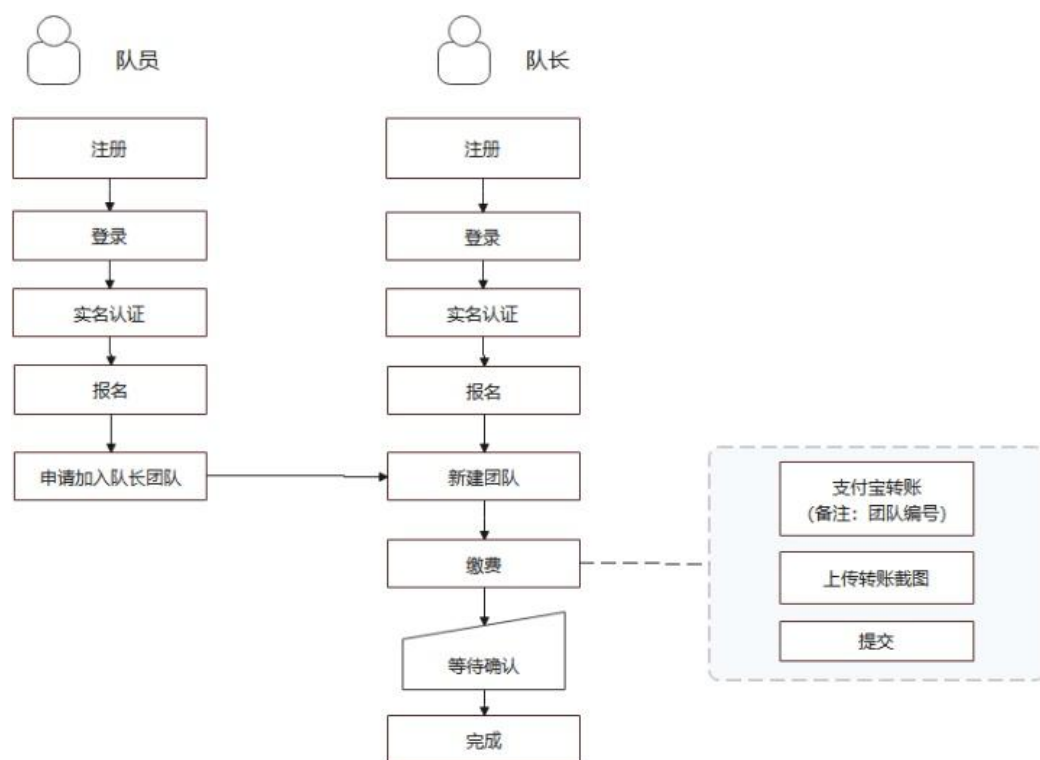 队员
队长
注册
注册
登录
登录
实名认证
实名认证
报名
报名
申请加入队长团队
新建团队
支付宝转账
(备注：团队编号)
缴费
上传转账截图
提交
等待确认
完成